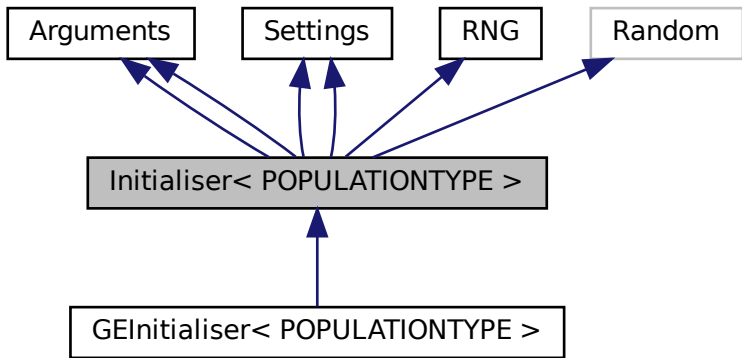 Arguments
Settings
RNG
Random
Initialiser< POPULATIONTYPE >
GEInitialiser< POPULATIONTYPE >